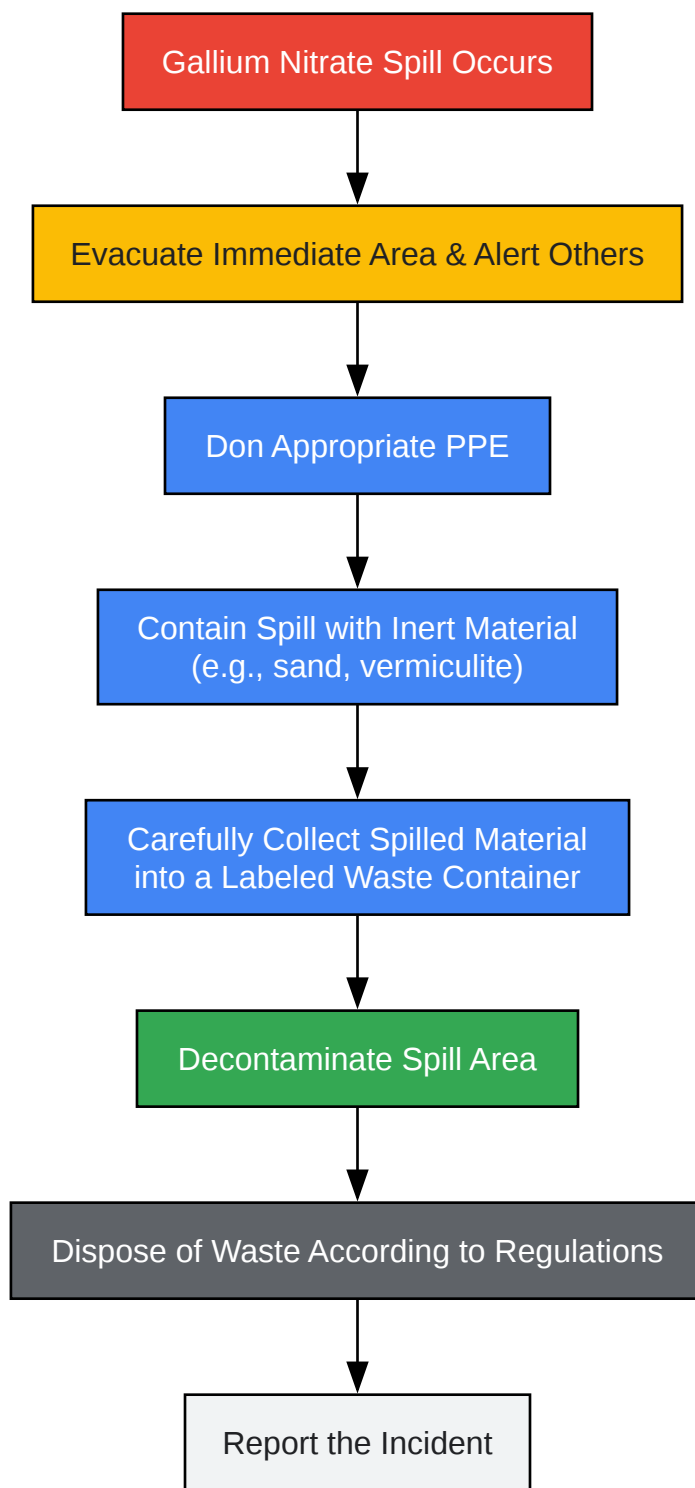 Gallium Nitrate Spill Occurs
Evacuate Immediate Area & Alert Others
Don Appropriate PPE
Contain Spill with Inert Material
(e.g., sand, vermiculite)
Carefully Collect Spilled Material
into a Labeled Waste Container
Decontaminate Spill Area
Dispose of Waste According to Regulations
Report the Incident